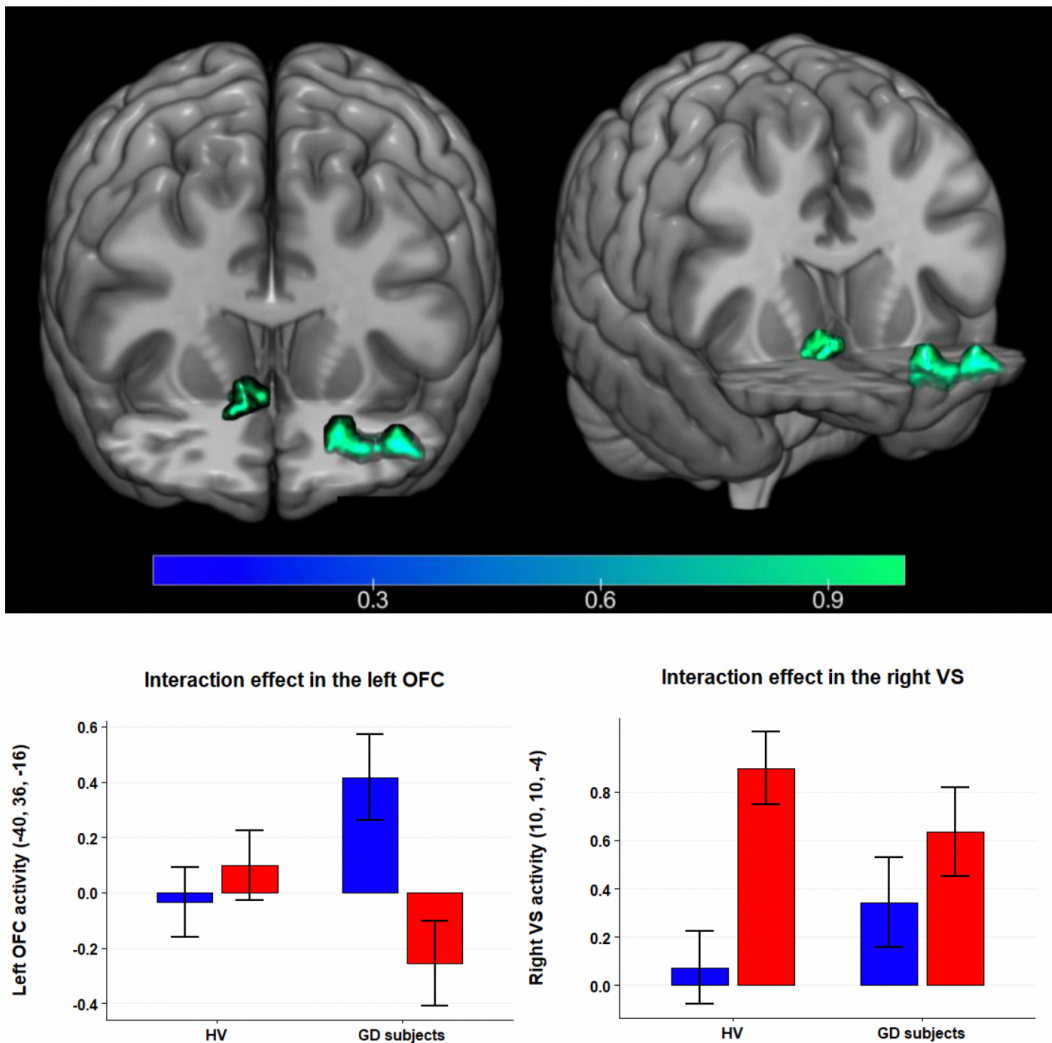 0.3 0.6 0.9
Interaction effect in the left OFC
Left OFC activity (-40, 36, -16)
0.6
0.4
0.2
0.0
-0.2
-0.4
HV GD subjects
Interaction effect in the right VS
Right VS activity (10, 10, -4)
0.8
0.6
0.4
0.2
0.0
HV GD subjects